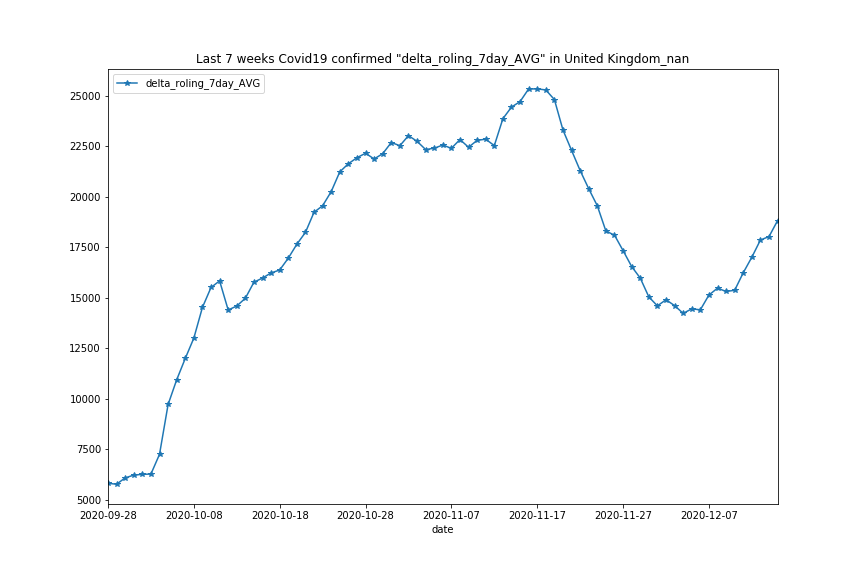 Last 7 weeks Covid19 confirmed "delta_roling_7day_AVG" in United Kingdom_nan
delta_roling_7day_AVG
25000
22500
20000
17500
15000
12500
10000
7500
5000
2020-09-28 2020-10-08 2020-10-18 2020-10-28 2020-11-07 2020-11-17 2020-11-27 2020-12-07
date